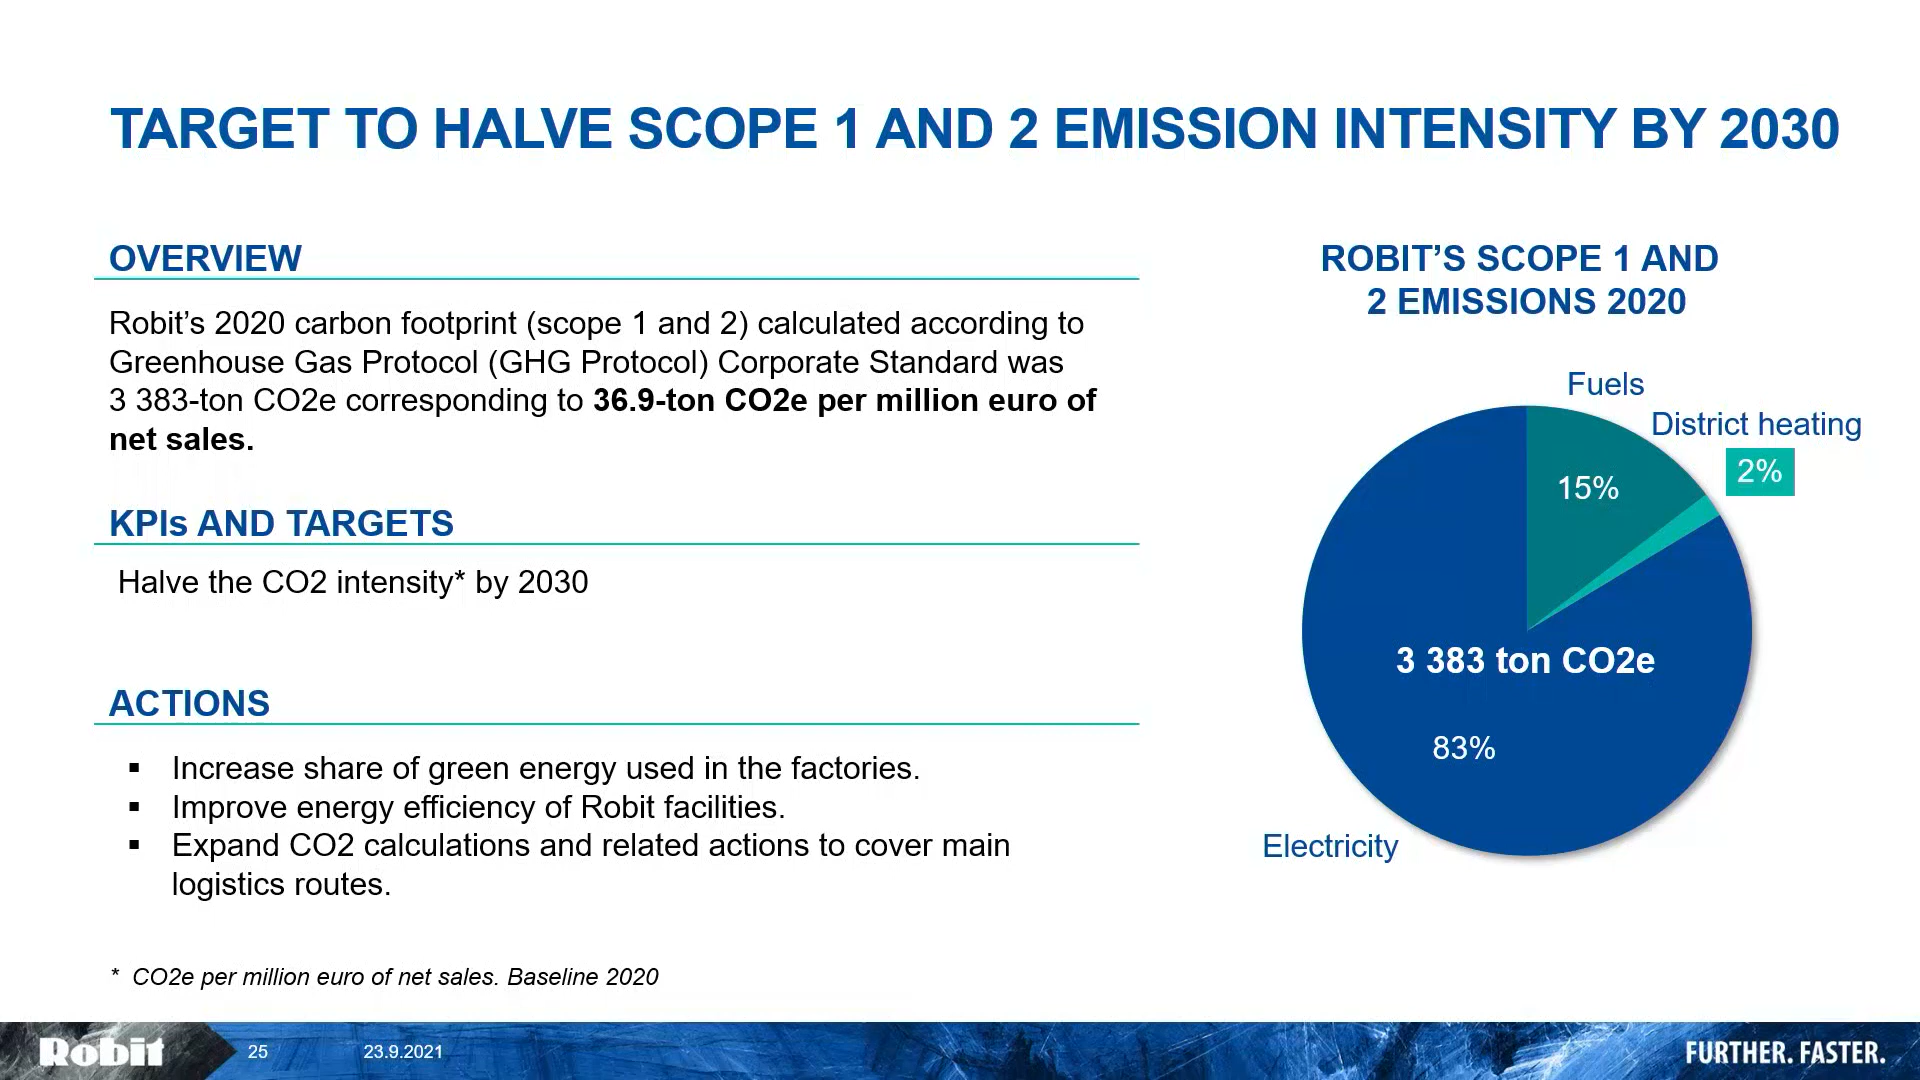 TARGET TO HALVE SCOPE 1 AND 2 EMISSION INTENSITY BY 2030
OVERVIEW
Robit’s 2020 carbon footprint (scope 1 and 2) calculated according to
Greenhouse Gas Protocol (GHG Protocol) Corporate Standard was
3 383-ton CO2e corresponding to 36.9-ton CO2e per million euro of
net sales.
KPIs AND TARGETS
Halve the CO2 intensity* by 2030
ACTIONS
▪ Increase share of green energy used in the factories.
▪ Improve energy efficiency of Robit facilities.
▪ Expand CO2 calculations and related actions to cover main
logistics routes.
* CO2e per million euro of net sales. Baseline 2020
ROBIT’S SCOPE 1 AND
2 EMISSIONS 2020
Fuels
District heating
2%
15%
3 383 ton CO2e
83%
Electricity
Robit
25
23.9.2021
FURTHER. FASTER.